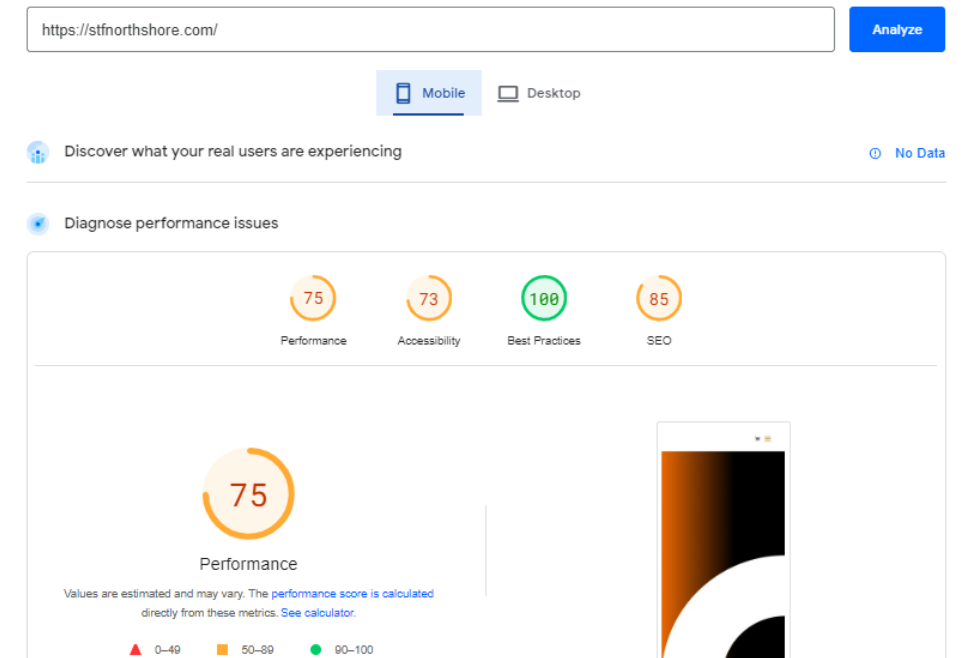 https://stfnorthshore.com/
Analyze
Mobile
Desktop
Discover what your real users are experiencing
No Data
Diagnose performance issues
75
73
100
85
Performance
Accessibility
Best Practices
SEO
75
Performance
Values are estimated and may vary. The performance score is calculated
directly from these metrics. See calculator.
0–49
50–89
90–100